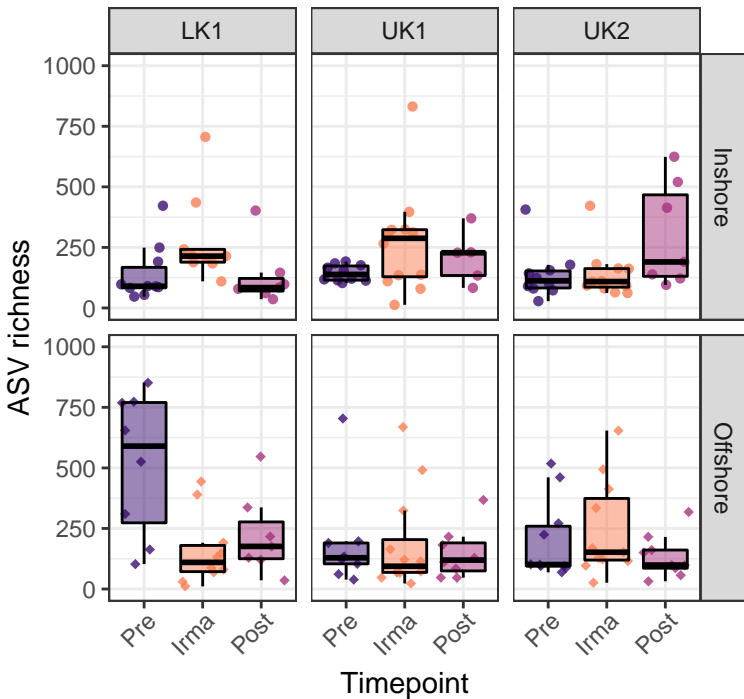 LK1 UK1 UK2
1000
750
500
250
0
Inshore
1000
750
500
250
0
Offshore
ASV richness
Pre Irma Post Pre Irma Post Pre Irma Post
Timepoint